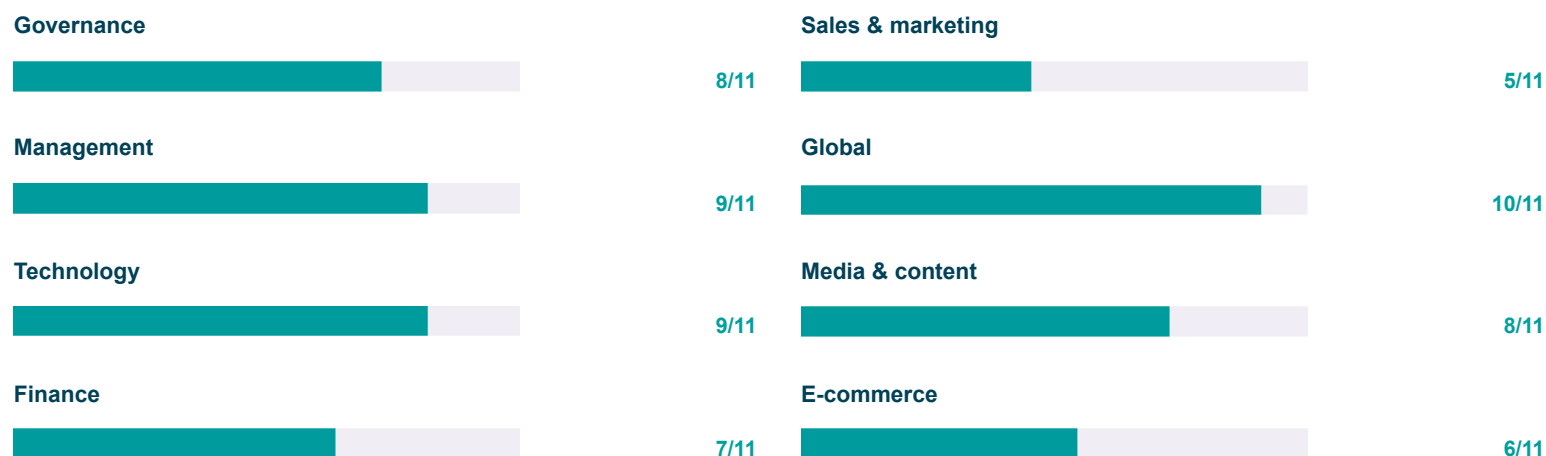 Governance
8/11
Management
9/11
Technology
9/11
Finance
7/11
Sales & marketing
5/11
Global
10/11
Media & content
8/11
E-commerce
6/11